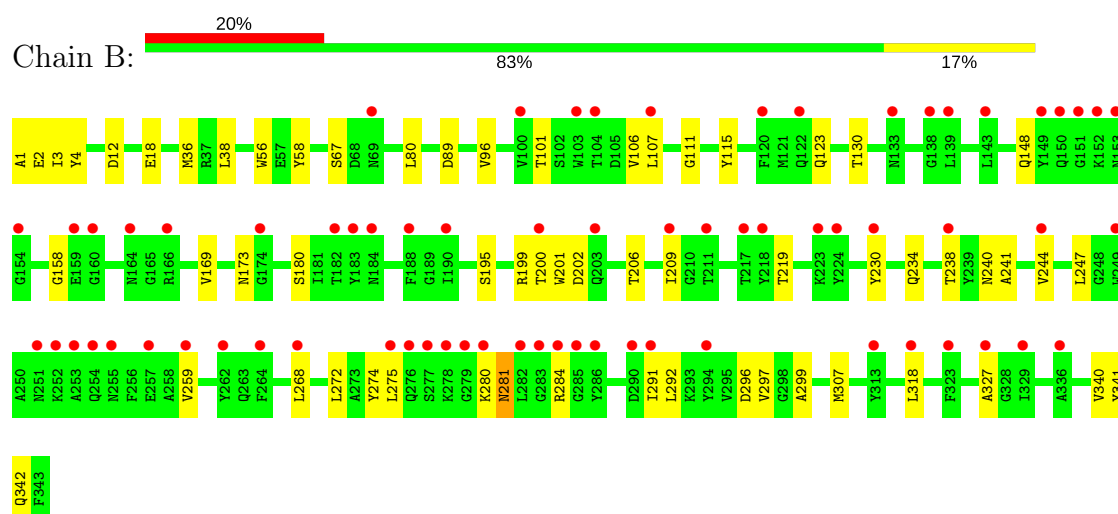 20%
Chain B:
83% 17%
A1 E2 I3 Y4 D12 E18 M36 R37 L38 W56 E57 Y58 S67 D68 N69 L80 D89 V96 V100 T101 S102 W103 T104 D105 V106 L107 G111 Y115 F120 M121 Q122 Q123 T130 N133 G138 L139 L143 Q148 Y149 Q150 G151 K152 N153
G154 G158 E159 G160 N164 G165 R166 V169 N173 G174 S180 I181 T182 Y183 N184 F188 G189 I190 S195 R199 T200 W201 D202 Q203 T206 I209 G210 T211 T217 Y218 T219 K223 Y224 Y230 Q234 T238 Y239 N240 A241 V244 L247 G248 W249
A250 N251 K252 A253 Q254 N255 F256 E257 A258 V259 Y262 Q263 F264 L268 L272 A273 Y274 L275 Q276 S277 K278 G279 K280 N281 L282 G283 R284 G285 Y286 D290 I291 L292 K293 Y294 V295 D296 V297 G298 A299 M307 Y313 L318 F323 A327 G328 I329 A336 V340 Y341
Q342 F343